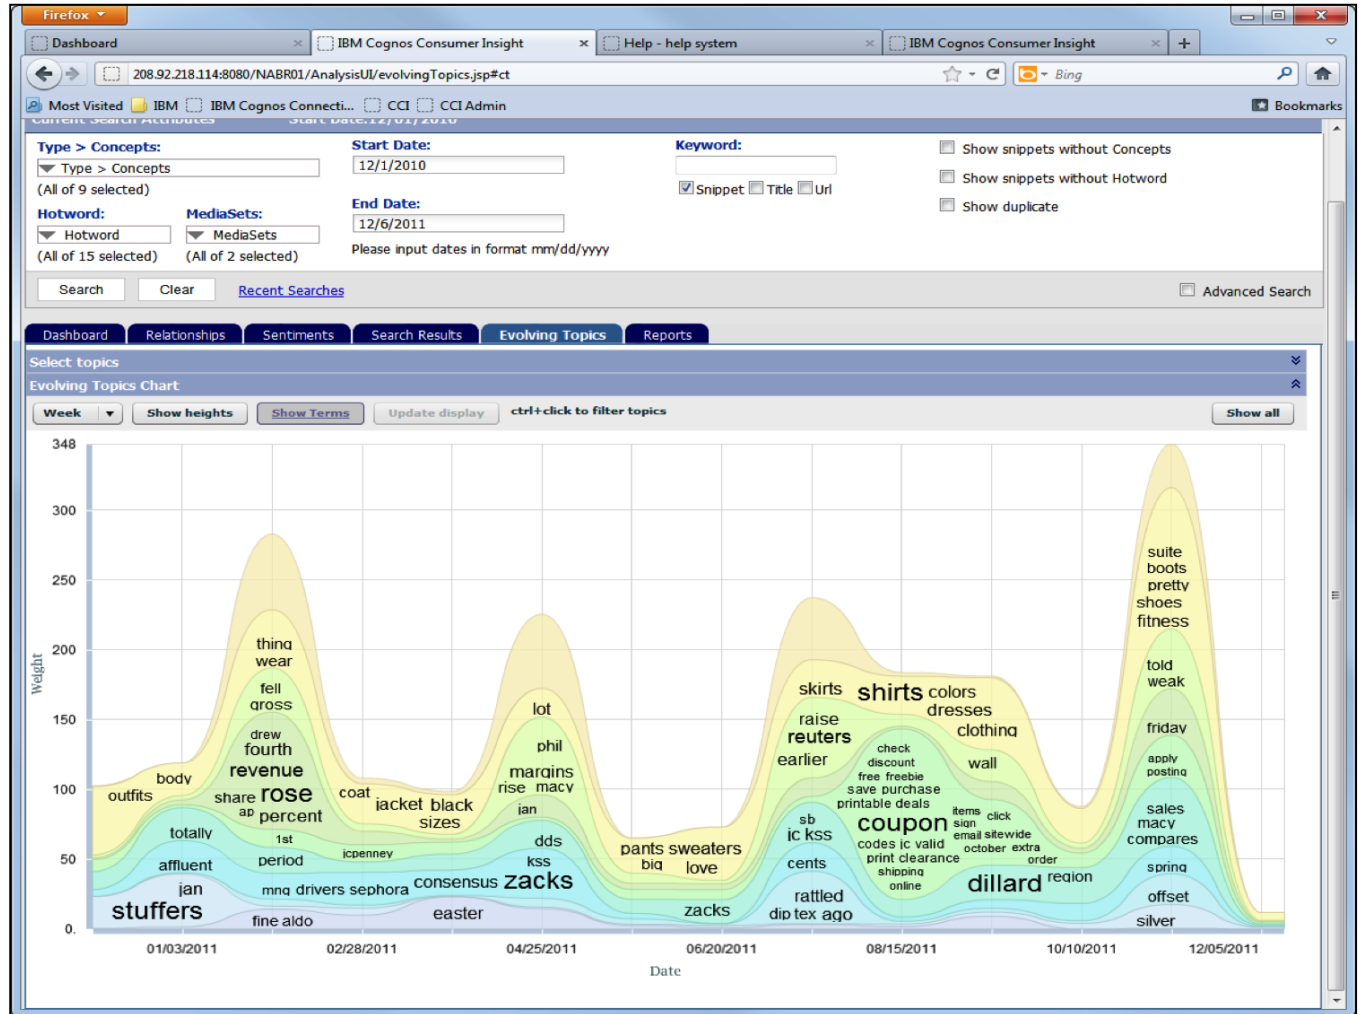 Firefox
Dashboard
IBM Cognos Consumer Insight
Help - help system
IBM Cognos Consumer Insight
208.92.218.114:8080/NABR01/AnalysisUI/evolvingTopics.jsp#ct
Bing
Most Visited IBM IBM Cognos Connecti... CCI CCI Admin
Bookmarks
Current Search Attributes Start Date:12/01/2010
Type > Concepts:
Type > Concepts
(All of 9 selected)
Hotword:
Hotword
(All of 15 selected)
MediaSets:
MediaSets
(All of 2 selected)
Start Date:
12/1/2010
End Date:
12/6/2011
Please input dates in format mm/dd/yyyy
Keyword:
Snippet Title Url
Show snippets without Concepts
Show snippets without Hotword
Show duplicate
Search Clear Recent Searches
Advanced Search
Dashboard Relationships Sentiments Search Results Evolving Topics Reports
Select topics
Evolving Topics Chart
Week Show heights Show Terms Update display ctrl+click to filter topics Show all
348
300
250
200
150
100
50
0.
Weight
outfits
body
totally
affluent
jan
stuffers
thing
wear
fell
gross
drew
fourth
revenue
share rose
ap percent
1st
period
mng drivers sephora
fine aldo
coat
jacket black
sizes
jcpenney
consensus zacks
easter
lot
phil
margins
rise macy
jan
dds
kss
pants sweaters
big love
zacks
skirts
raise
reuters
earlier
sb
jc kss
cents
rattled
dip tex ago
shirts colors
dresses
clothing
check
discount
free freebie
save purchase
printable deals
coupon
codes jc valid
print clearance
shipping
online
wall
items click
sign
email sitewide
october extra
order
dillard region
suite
boots
pretty
shoes
fitness
told
weak
friday
apply
posting
sales
macy
compares
spring
offset
silver
01/03/2011
02/28/2011
04/25/2011
06/20/2011
08/15/2011
10/10/2011
12/05/2011
Date